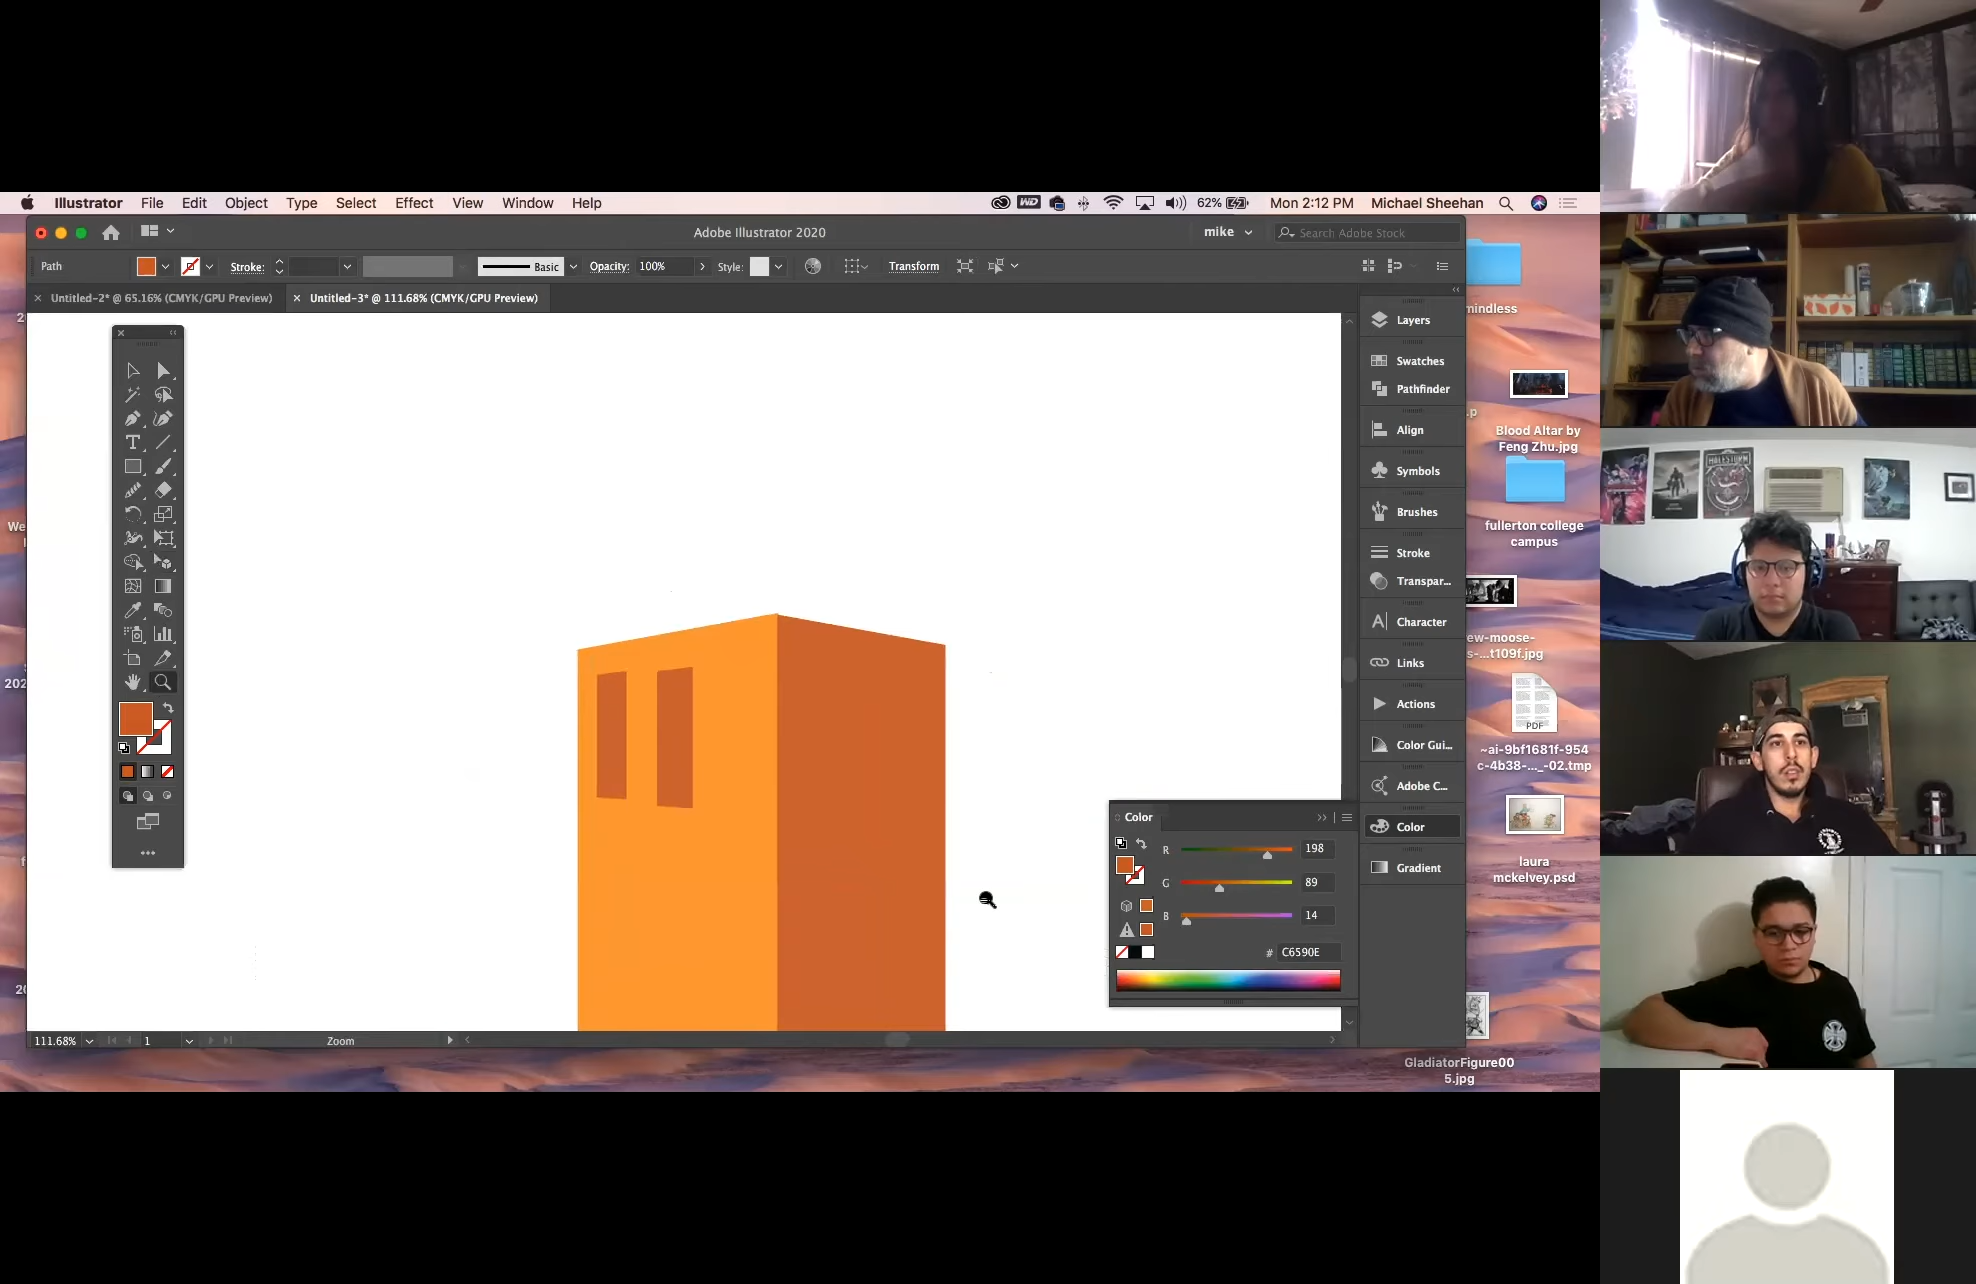 Illustrator File Edit Object Type Select Effect View Window Help
62% Mon 2:12 PM Michael Sheehan
Adobe Illustrator 2020
mike
Search Adobe Stock
Path
Stroke:
Basic
Opacity: 100%
Style:
Transform
Untitled-2* @ 65.16% (CMYK/GPU Preview)
Untitled-3* @ 111.68% (CMYK/GPU Preview)
Layers
Swatches
Pathfinder
Align
Symbols
Brushes
Stroke
Transpar...
Character
Links
Actions
Color Gui...
Adobe C...
Color
Gradient
Color
R 198
G 89
B 14
# C6590E
111.68%
1
Zoom
mindless
Blood Altar by
Feng Zhu.jpg
fullerton college
campus
ew-moose-
s-...t109f.jpg
PDF
~ai-9bf1681f-954
c-4b38-..._-02.tmp
laura
mckelvey.psd
GladiatorFigure00
5.jpg
We
202
HALESTORM